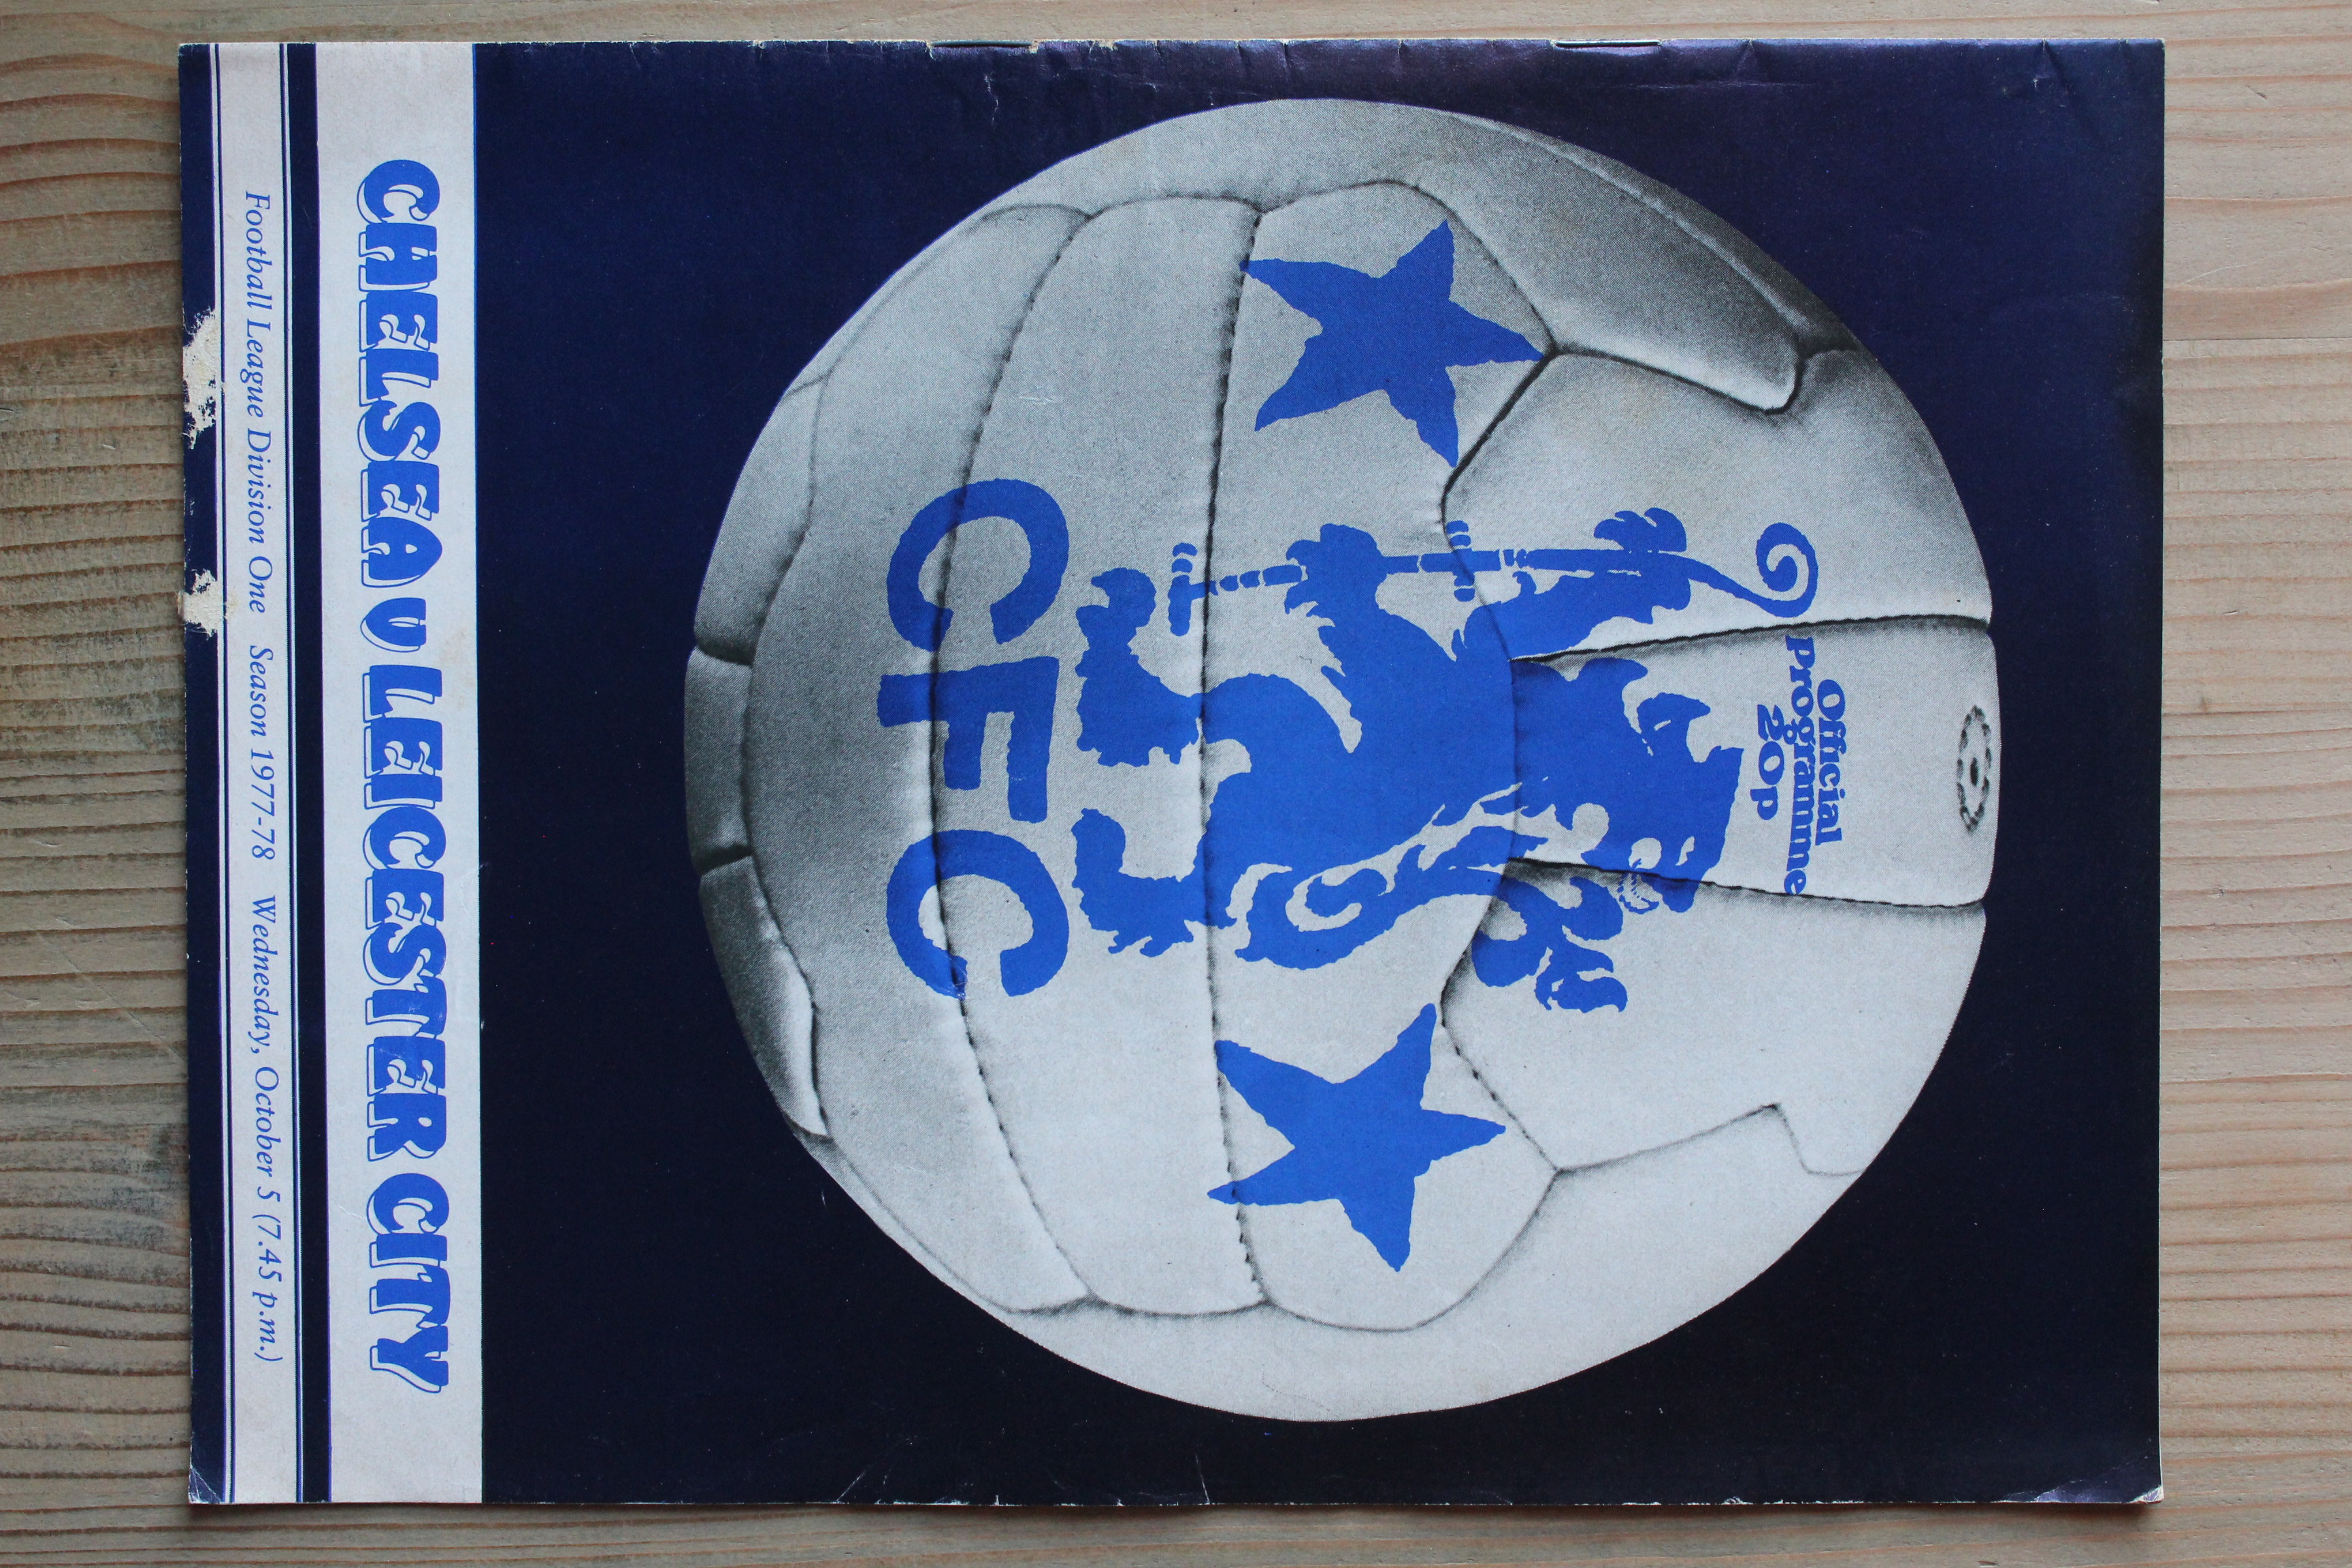 Official
Programme
20p
CFC
CHELSEA V LEICESTER CITY
Football League Division One Season 1977-78 Wednesday, October 5 (7.45 p.m.)